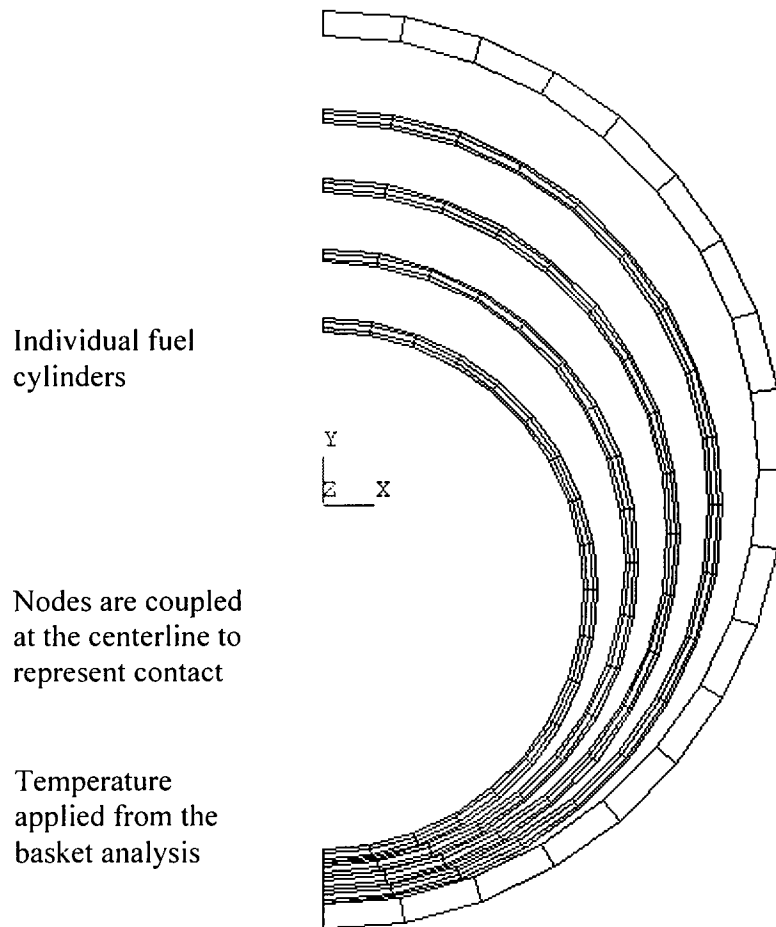 Individual fuel
cylinders
Y
Z X
Nodes are coupled
at the centerline to
represent contact
Temperature
applied from the
basket analysis